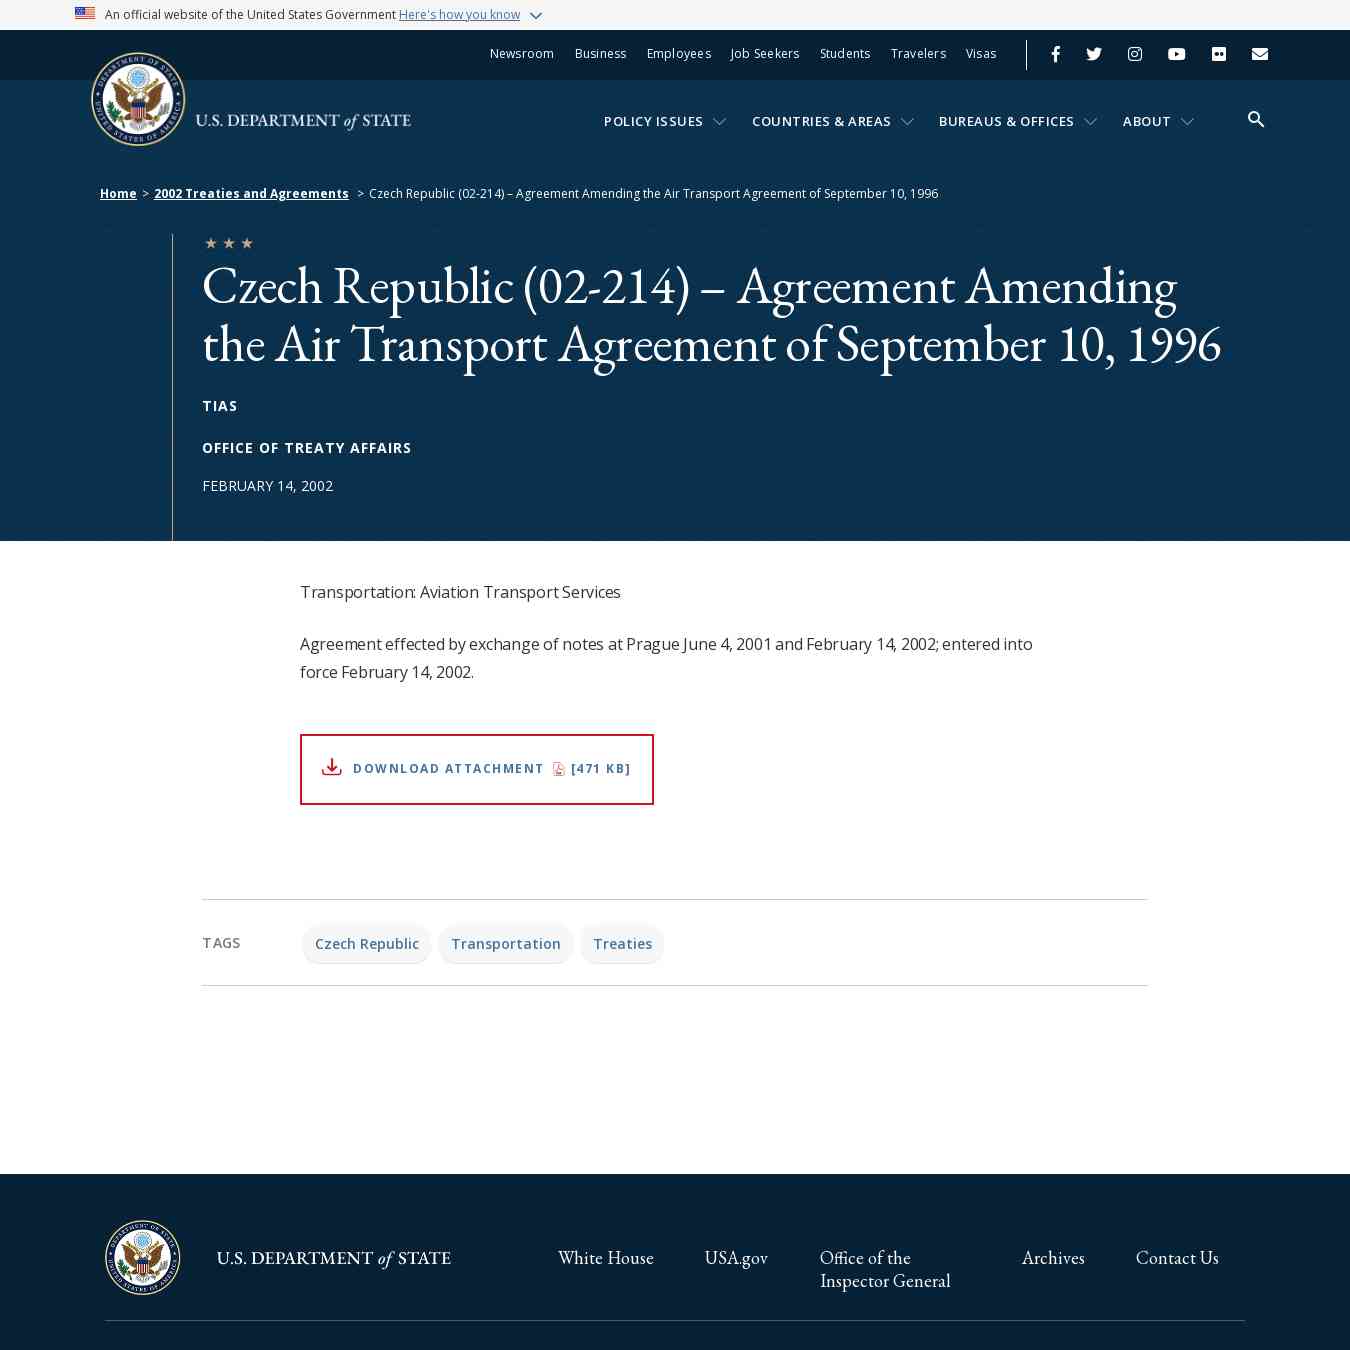 An official website of the United States Government Here's how you know
Newsroom Business Employees Job Seekers Students Travelers Visas
U.S. DEPARTMENT of STATE
POLICY ISSUES COUNTRIES & AREAS BUREAUS & OFFICES ABOUT
Home > 2002 Treaties and Agreements > Czech Republic (02-214) – Agreement Amending the Air Transport Agreement of September 10, 1996
Czech Republic (02-214) – Agreement Amending
the Air Transport Agreement of September 10, 1996
TIAS
OFFICE OF TREATY AFFAIRS
FEBRUARY 14, 2002
Transportation: Aviation Transport Services
Agreement effected by exchange of notes at Prague June 4, 2001 and February 14, 2002; entered into
force February 14, 2002.
DOWNLOAD ATTACHMENT [471 KB]
TAGS Czech Republic Transportation Treaties
U.S. DEPARTMENT of STATE White House USA.gov Office of the Archives Contact Us
Inspector General